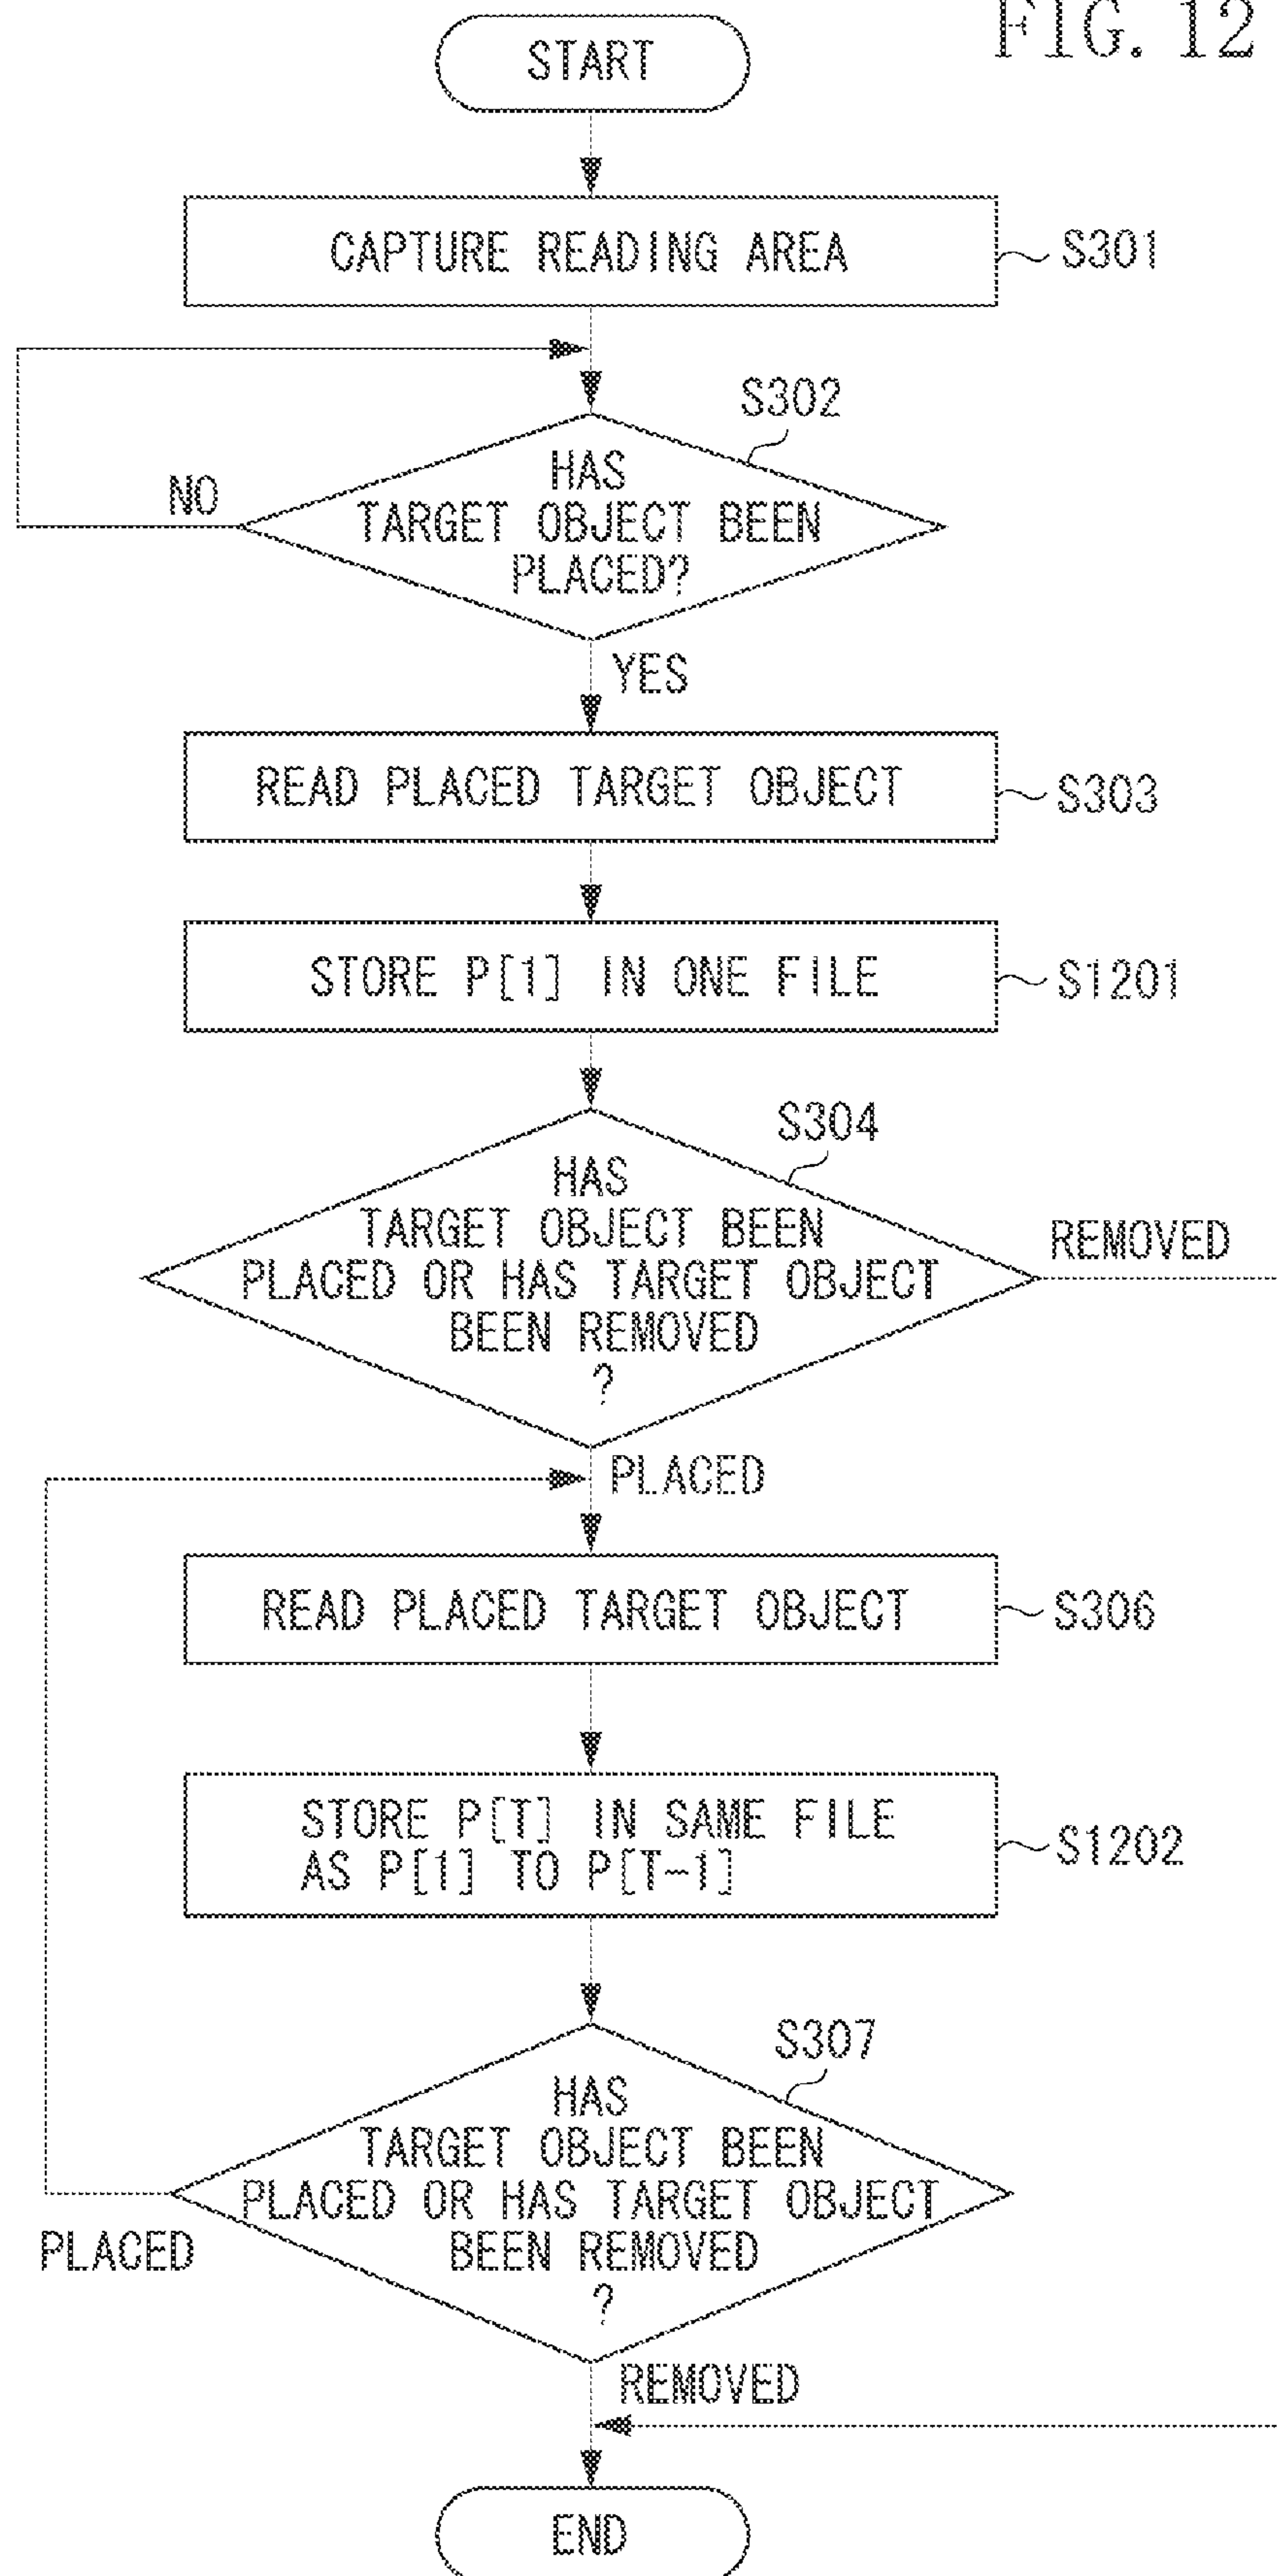 FIG. 12
START
CAPTURE READING AREA
S301
S302
HAS
TARGET OBJECT BEEN
PLACED?
NO
YES
READ PLACED TARGET OBJECT
S303
STORE P[1] IN ONE FILE
S1201
S304
HAS
TARGET OBJECT BEEN
PLACED OR HAS TARGET OBJECT
BEEN REMOVED
?
REMOVED
PLACED
READ PLACED TARGET OBJECT
S306
STORE P[T] IN SAME FILE
AS P[1] TO P[T-1]
S1202
S307
HAS
TARGET OBJECT BEEN
PLACED OR HAS TARGET OBJECT
BEEN REMOVED
?
PLACED
REMOVED
END